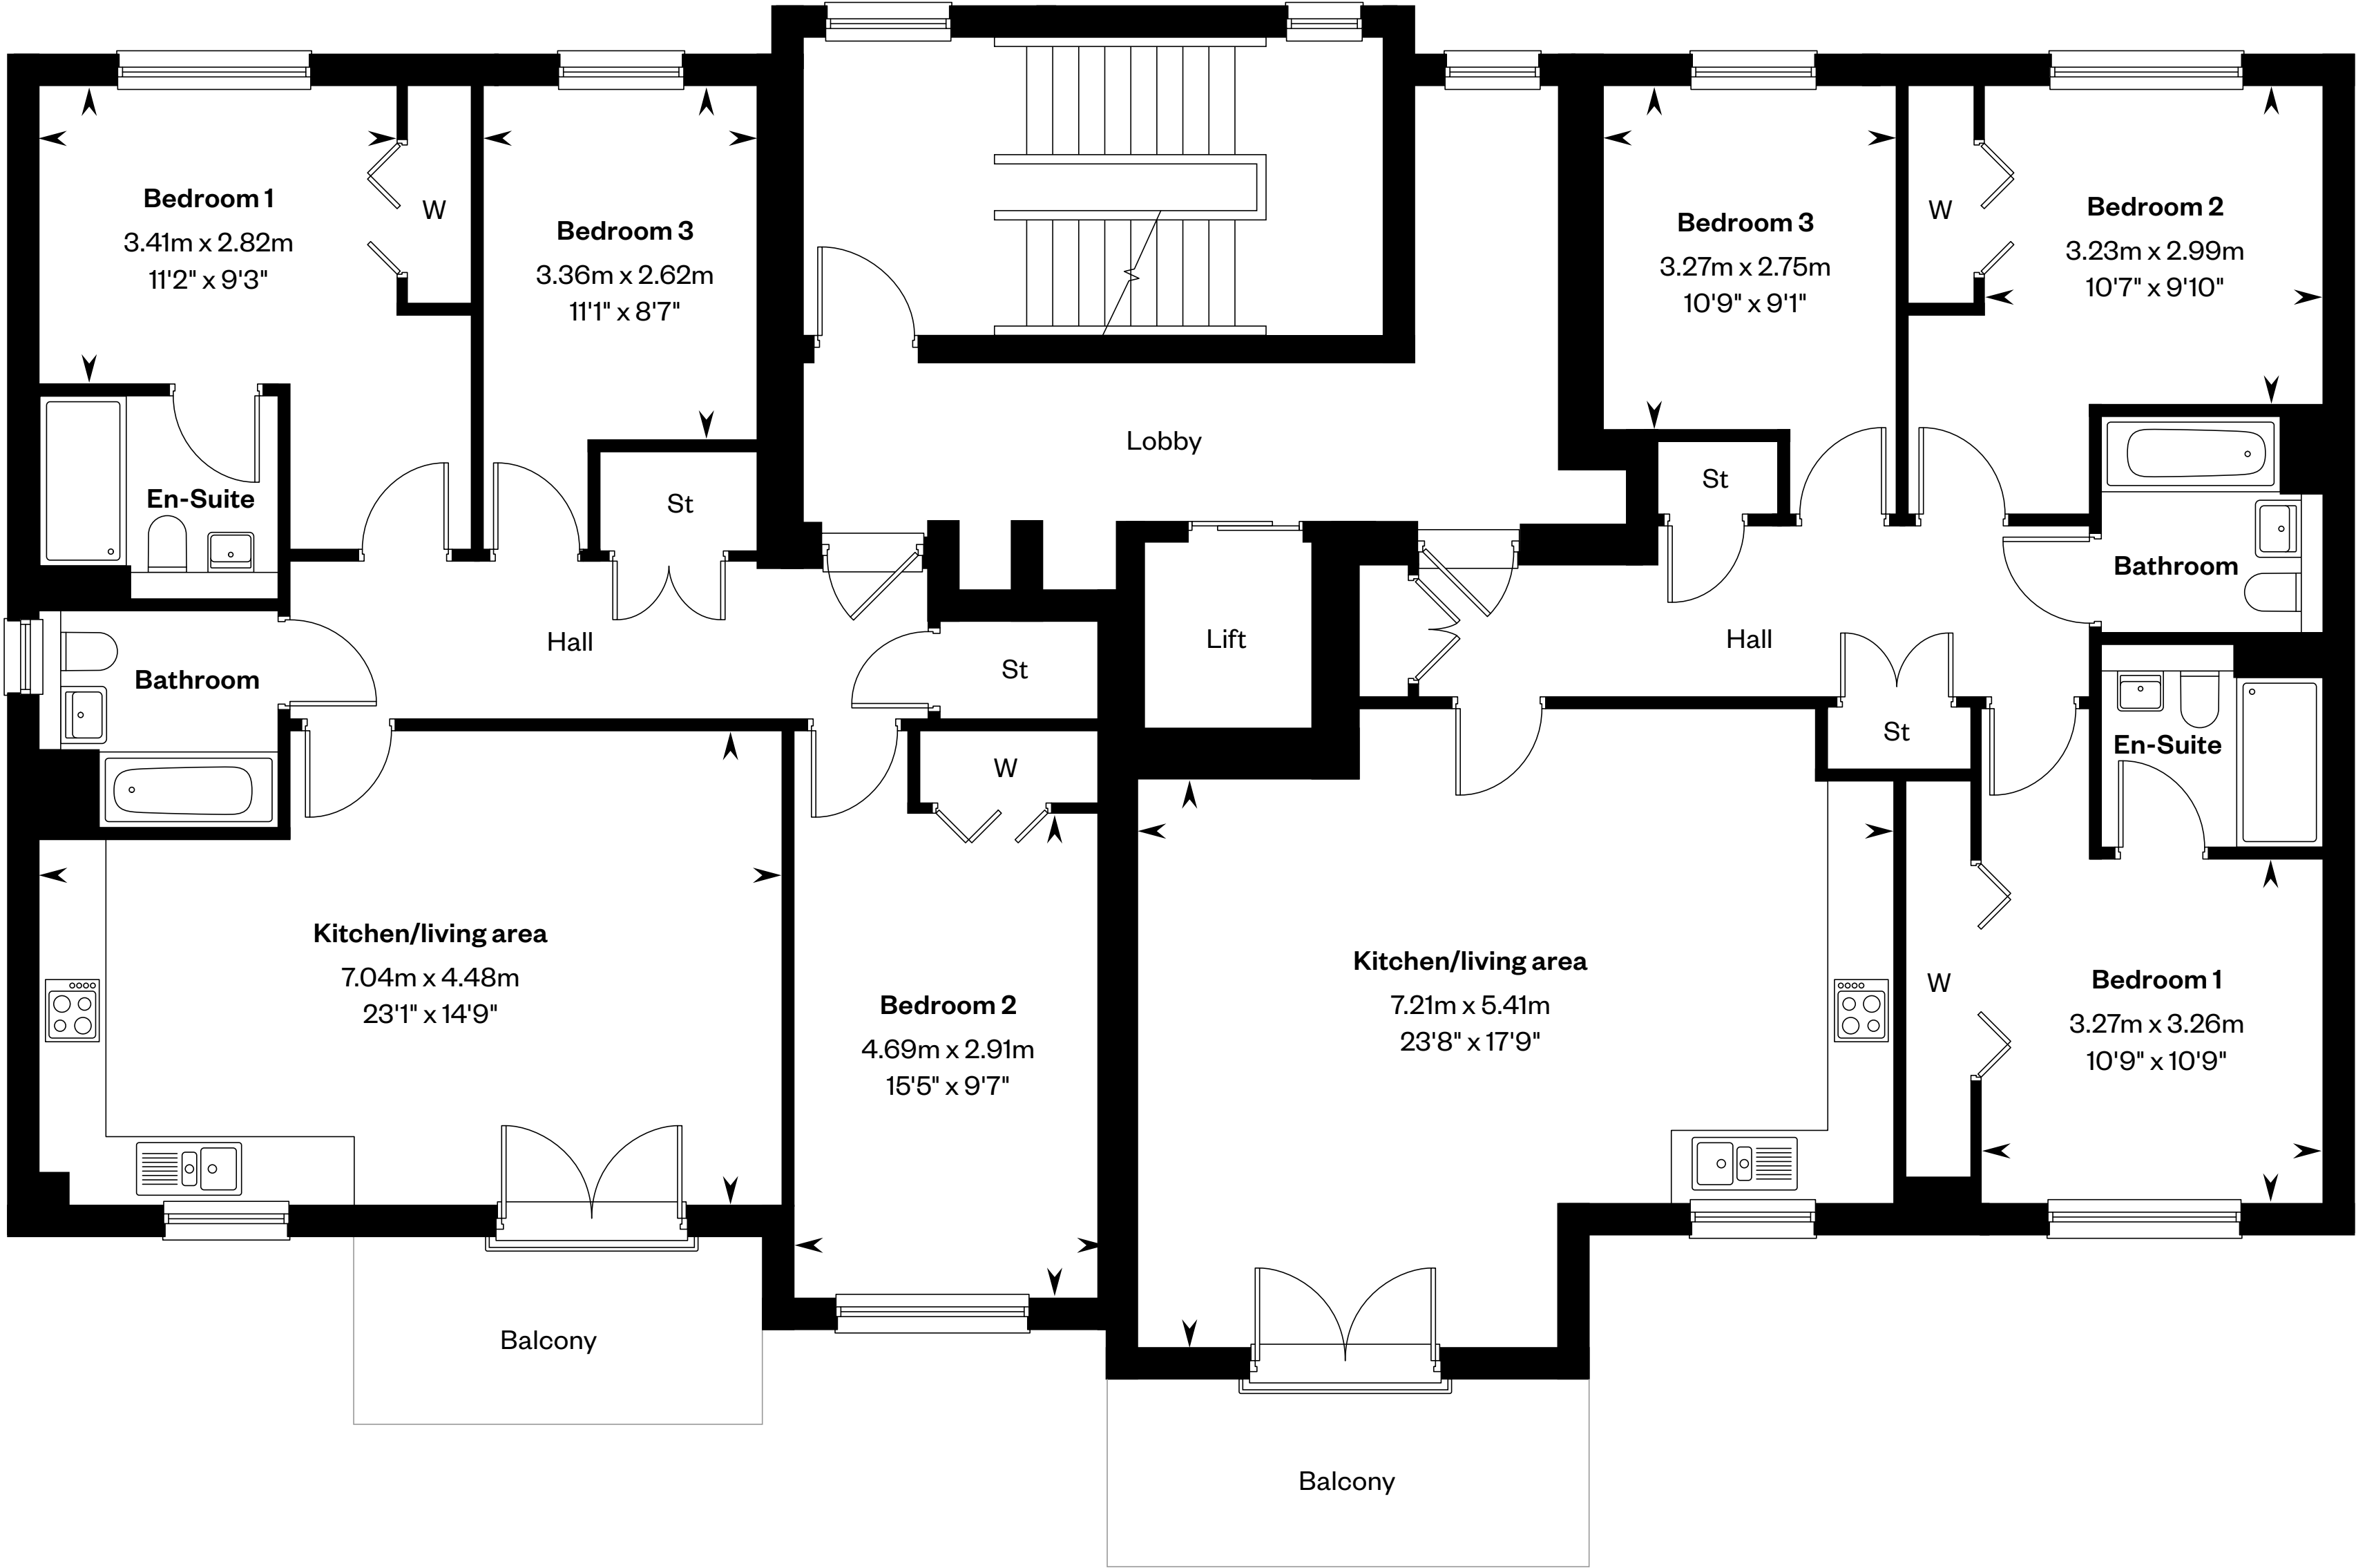 Bedroom 1
3.41m x 2.82m
11'2" x 9'3"
W
Bedroom 3
3.36m x 2.62m
11'1" x 8'7"
Bedroom 3
3.27m x 2.75m
10'9" x 9'1"
W
Bedroom 2
3.23m x 2.99m
10'7" x 9'10"
Lobby
En-Suite
St
St
Bathroom
Bathroom
Hall
St
Lift
Hall
St
En-Suite
W
Kitchen/living area
7.04m x 4.48m
23'1" x 14'9"
Bedroom 2
4.69m x 2.91m
15'5" x 9'7"
Kitchen/living area
7.21m x 5.41m
23'8" x 17'9"
W
Bedroom 1
3.27m x 3.26m
10'9" x 10'9"
Balcony
Balcony